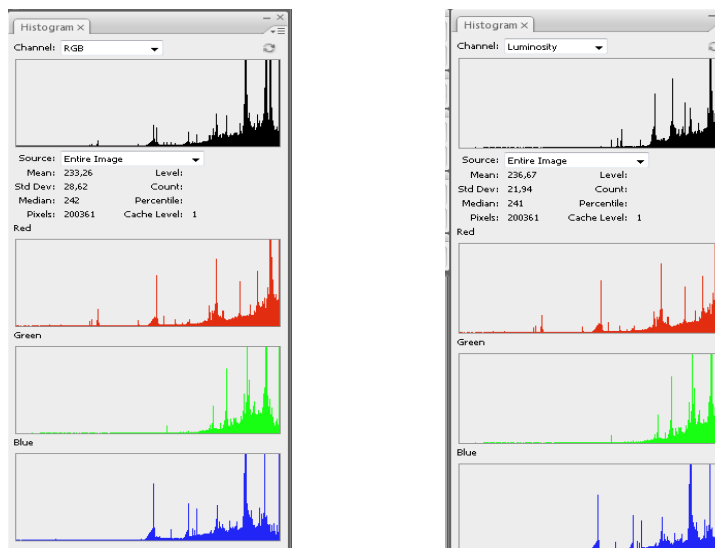 Histogram ×
Channel: RGB
Source: Entire Image
Mean: 233,26 Level:
Std Dev: 28,62 Count:
Median: 242 Percentile:
Pixels: 200361 Cache Level: 1
Red
Green
Blue
Histogram ×
Channel: Luminosity
Source: Entire Image
Mean: 236,67 Level:
Std Dev: 21,94 Count:
Median: 241 Percentile:
Pixels: 200361 Cache Level: 1
Red
Green
Blue